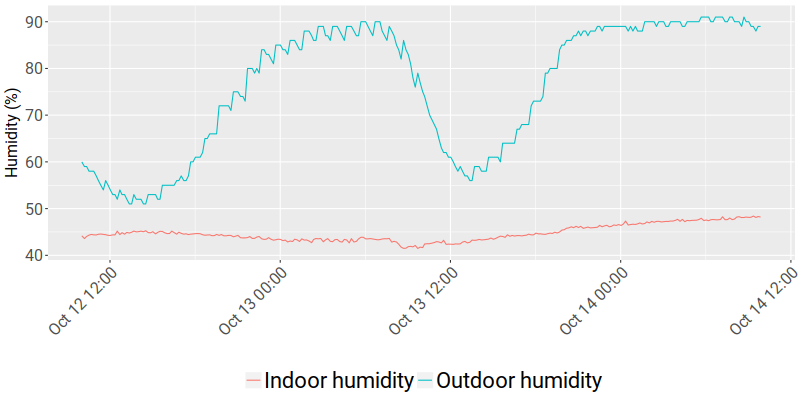 90
80
70
60
50
40
Humidity (%)
Oct 12 12:00
Oct 13 00:00
Oct 13 12:00
Oct 14 00:00
Oct 14 12:00
Indoor humidity Outdoor humidity